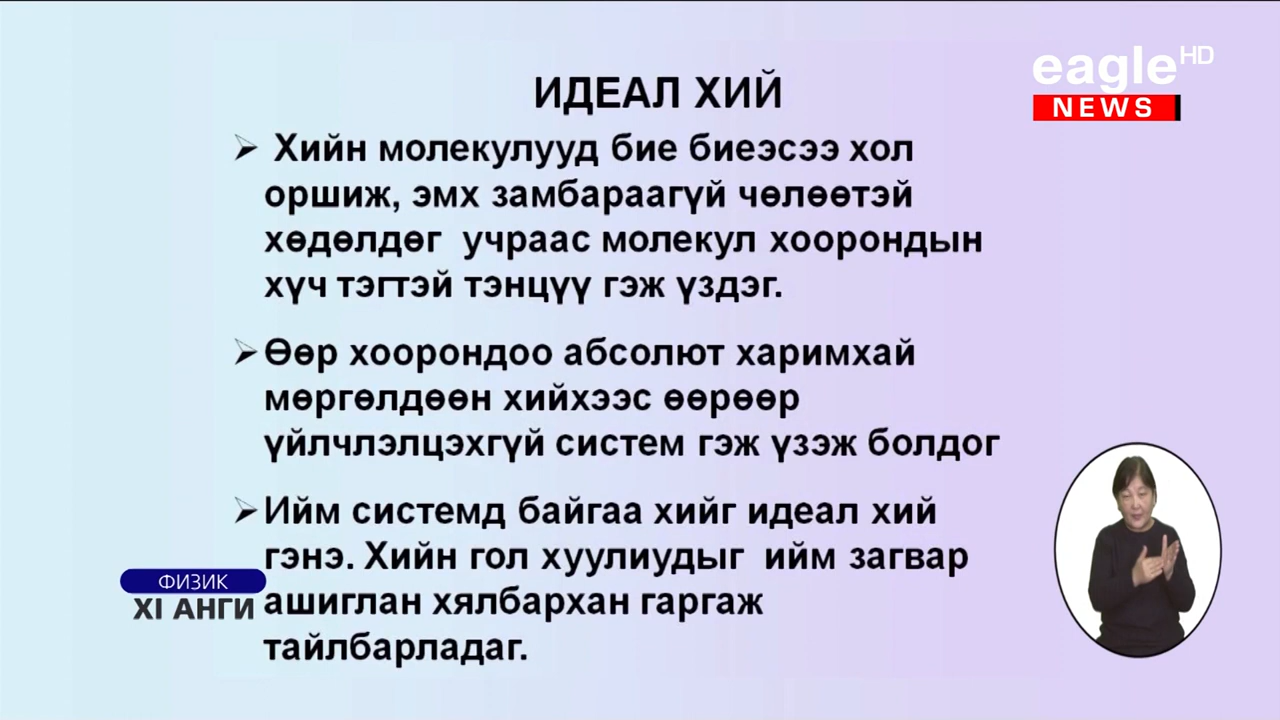 eagle HD
NEWS
ИДЕАЛ ХИЙ
➢ Хийн молекулууд бие биеэсээ хол
оршиж, эмх замбараагүй чөлөөтэй
хөдөлдөг учраас молекул хоорондын
хүч тэгтэй тэнцүү гэж үздэг.
➢ Өөр хоорондоо абсолют харимхай
мөргөлдөөн хийхээс өөрөөр
үйлчлэлцэхгүй систем гэж үзэж болдог
➢ Ийм системд байгаа хийг идеал хий
гэнэ. Хийн гол хуулиудыг ийм загвар
ашиглан хялбархан гаргаж
тайлбарладаг.
ФИЗИК
XI АНГИ